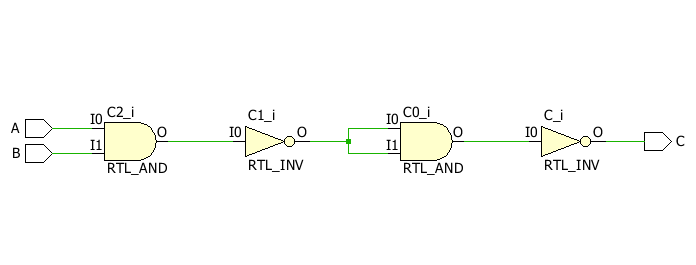 C2_i
C0_i
C1_i
C_i
I0
I0
A
O
I0
O
O
I0
O
B
I1
I1
C
RTL_AND
RTL_INV
RTL_AND
RTL_INV